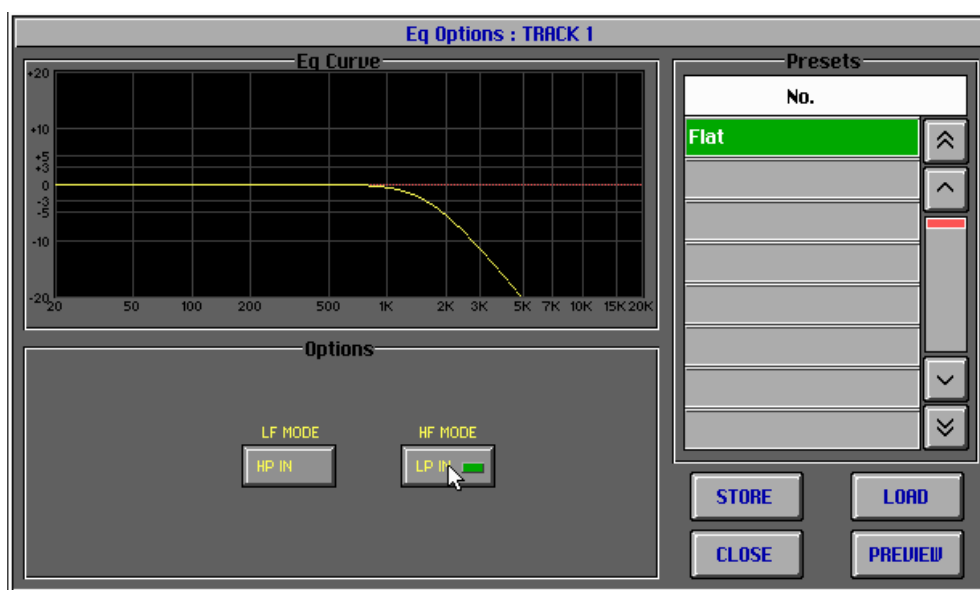 Eq Options : TRACK 1
Eq Curve
+20
+10
+5
+3
0
-3
-5
-10
-20
20 50 100 200 500 1K 2K 3K 5K 7K 10K 15K 20K
Options
LF MODE HF MODE
HP IN LP IN
Presets
No.
Flat
STORE LOAD
CLOSE PREVIEW